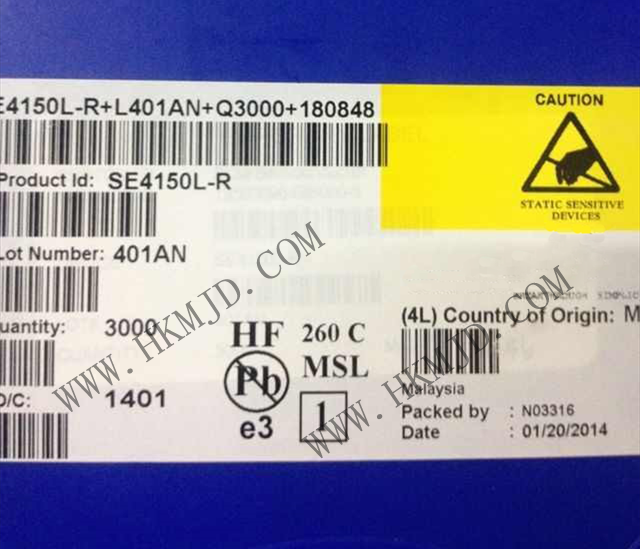 E4150L-R+L401AN+Q3000+180848
CAUTION
STATIC SENSITIVE
DEVICES
Product Id: SE4150L-R
Lot Number: 401AN
uantity: 3000
D/C: 1401
HF
Pb
e3
260 C
MSL
1
(4L) Country of Origin: M
Malaysia
Packed by : N03316
Date : 01/20/2014
WWW.HKMJD.COM
WWW.HKMJD.COM